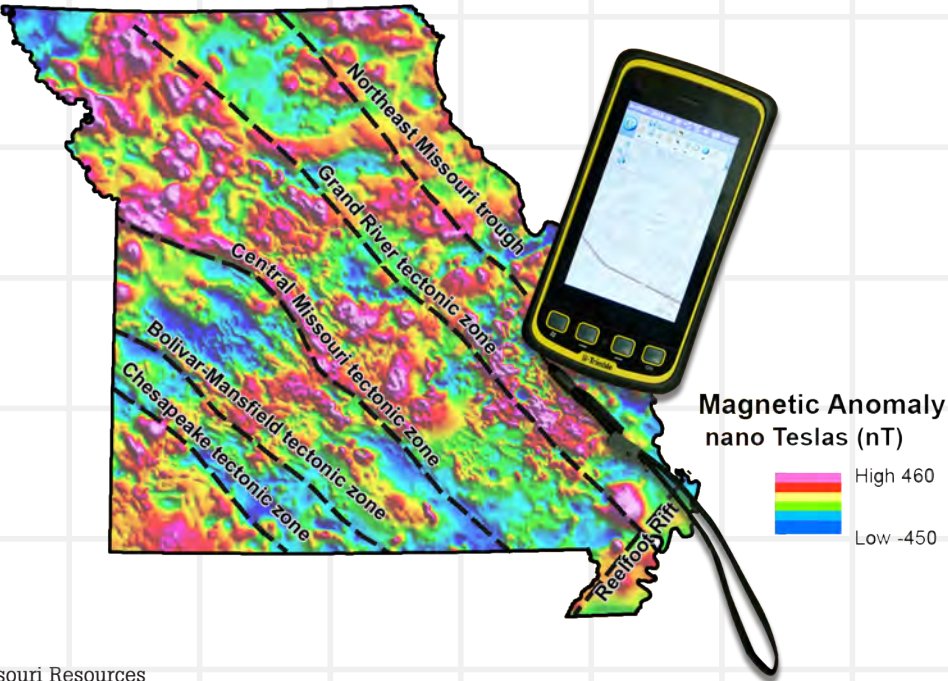 Northeast Missouri trough
Grand River tectonic zone
Central Missouri tectonic zone
Bolivar-Mansfield tectonic zone
Chesapeake tectonic zone
Reelfoot Rift
Trimble
Magnetic Anomaly
nano Teslas (nT)
High 460
Low -450
souri Resources